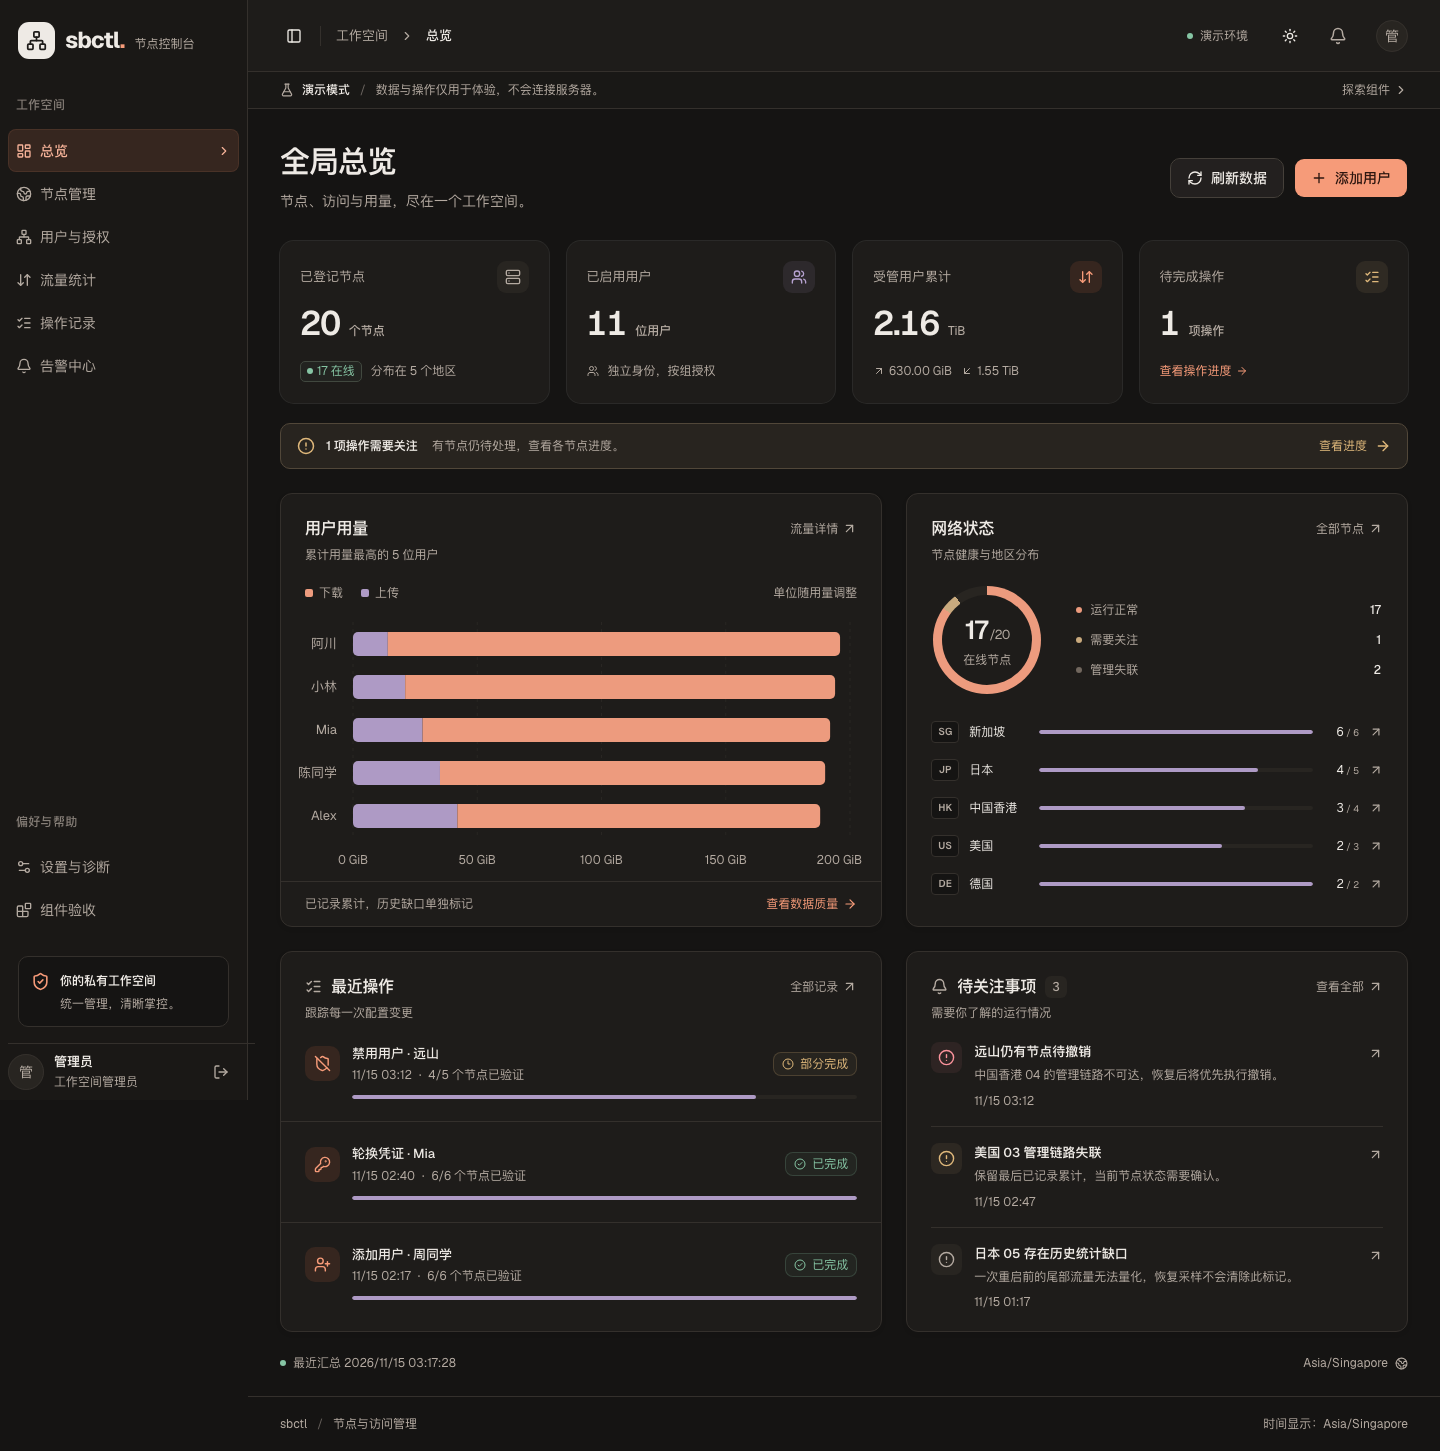 sbctl. 节点控制台
工作空间
总览
节点管理
用户与授权
流量统计
操作记录
告警中心
偏好与帮助
设置与诊断
组件验收
你的私有工作空间
统一管理，清晰掌控。
管
管理员
工作空间管理员
工作空间 总览
演示环境
管
演示模式 / 数据与操作仅用于体验，不会连接服务器。
探索组件
全局总览
节点、访问与用量，尽在一个工作空间。
刷新数据
添加用户
已登记节点
20 个节点
17 在线 分布在 5 个地区
已启用用户
11 位用户
独立身份，按组授权
受管用户累计
2.16 TiB
630.00 GiB 1.55 TiB
待完成操作
1 项操作
查看操作进度
1 项操作需要关注 有节点仍待处理，查看各节点进度。
查看进度
用户用量
流量详情
累计用量最高的 5 位用户
下载 上传
单位随用量调整
阿川
小林
Mia
陈同学
Alex
0 GiB 50 GiB 100 GiB 150 GiB 200 GiB
已记录累计，历史缺口单独标记
查看数据质量
网络状态
全部节点
节点健康与地区分布
17/20
在线节点
运行正常 17
需要关注 1
管理失联 2
SG 新加坡 6 / 6
JP 日本 4 / 5
HK 中国香港 3 / 4
US 美国 2 / 3
DE 德国 2 / 2
最近操作
全部记录
跟踪每一次配置变更
禁用用户 · 远山
11/15 03:12 · 4/5 个节点已验证
部分完成
轮换凭证 · Mia
11/15 02:40 · 6/6 个节点已验证
已完成
添加用户 · 周同学
11/15 02:17 · 6/6 个节点已验证
已完成
待关注事项 3
查看全部
需要你了解的运行情况
远山仍有节点待撤销
中国香港 04 的管理链路不可达，恢复后将优先执行撤销。
11/15 03:12
美国 03 管理链路失联
保留最后已记录累计，当前节点状态需要确认。
11/15 02:47
日本 05 存在历史统计缺口
一次重启前的尾部流量无法量化，恢复采样不会清除此标记。
11/15 01:17
最近汇总 2026/11/15 03:17:28
Asia/Singapore
sbctl / 节点与访问管理
时间显示：Asia/Singapore